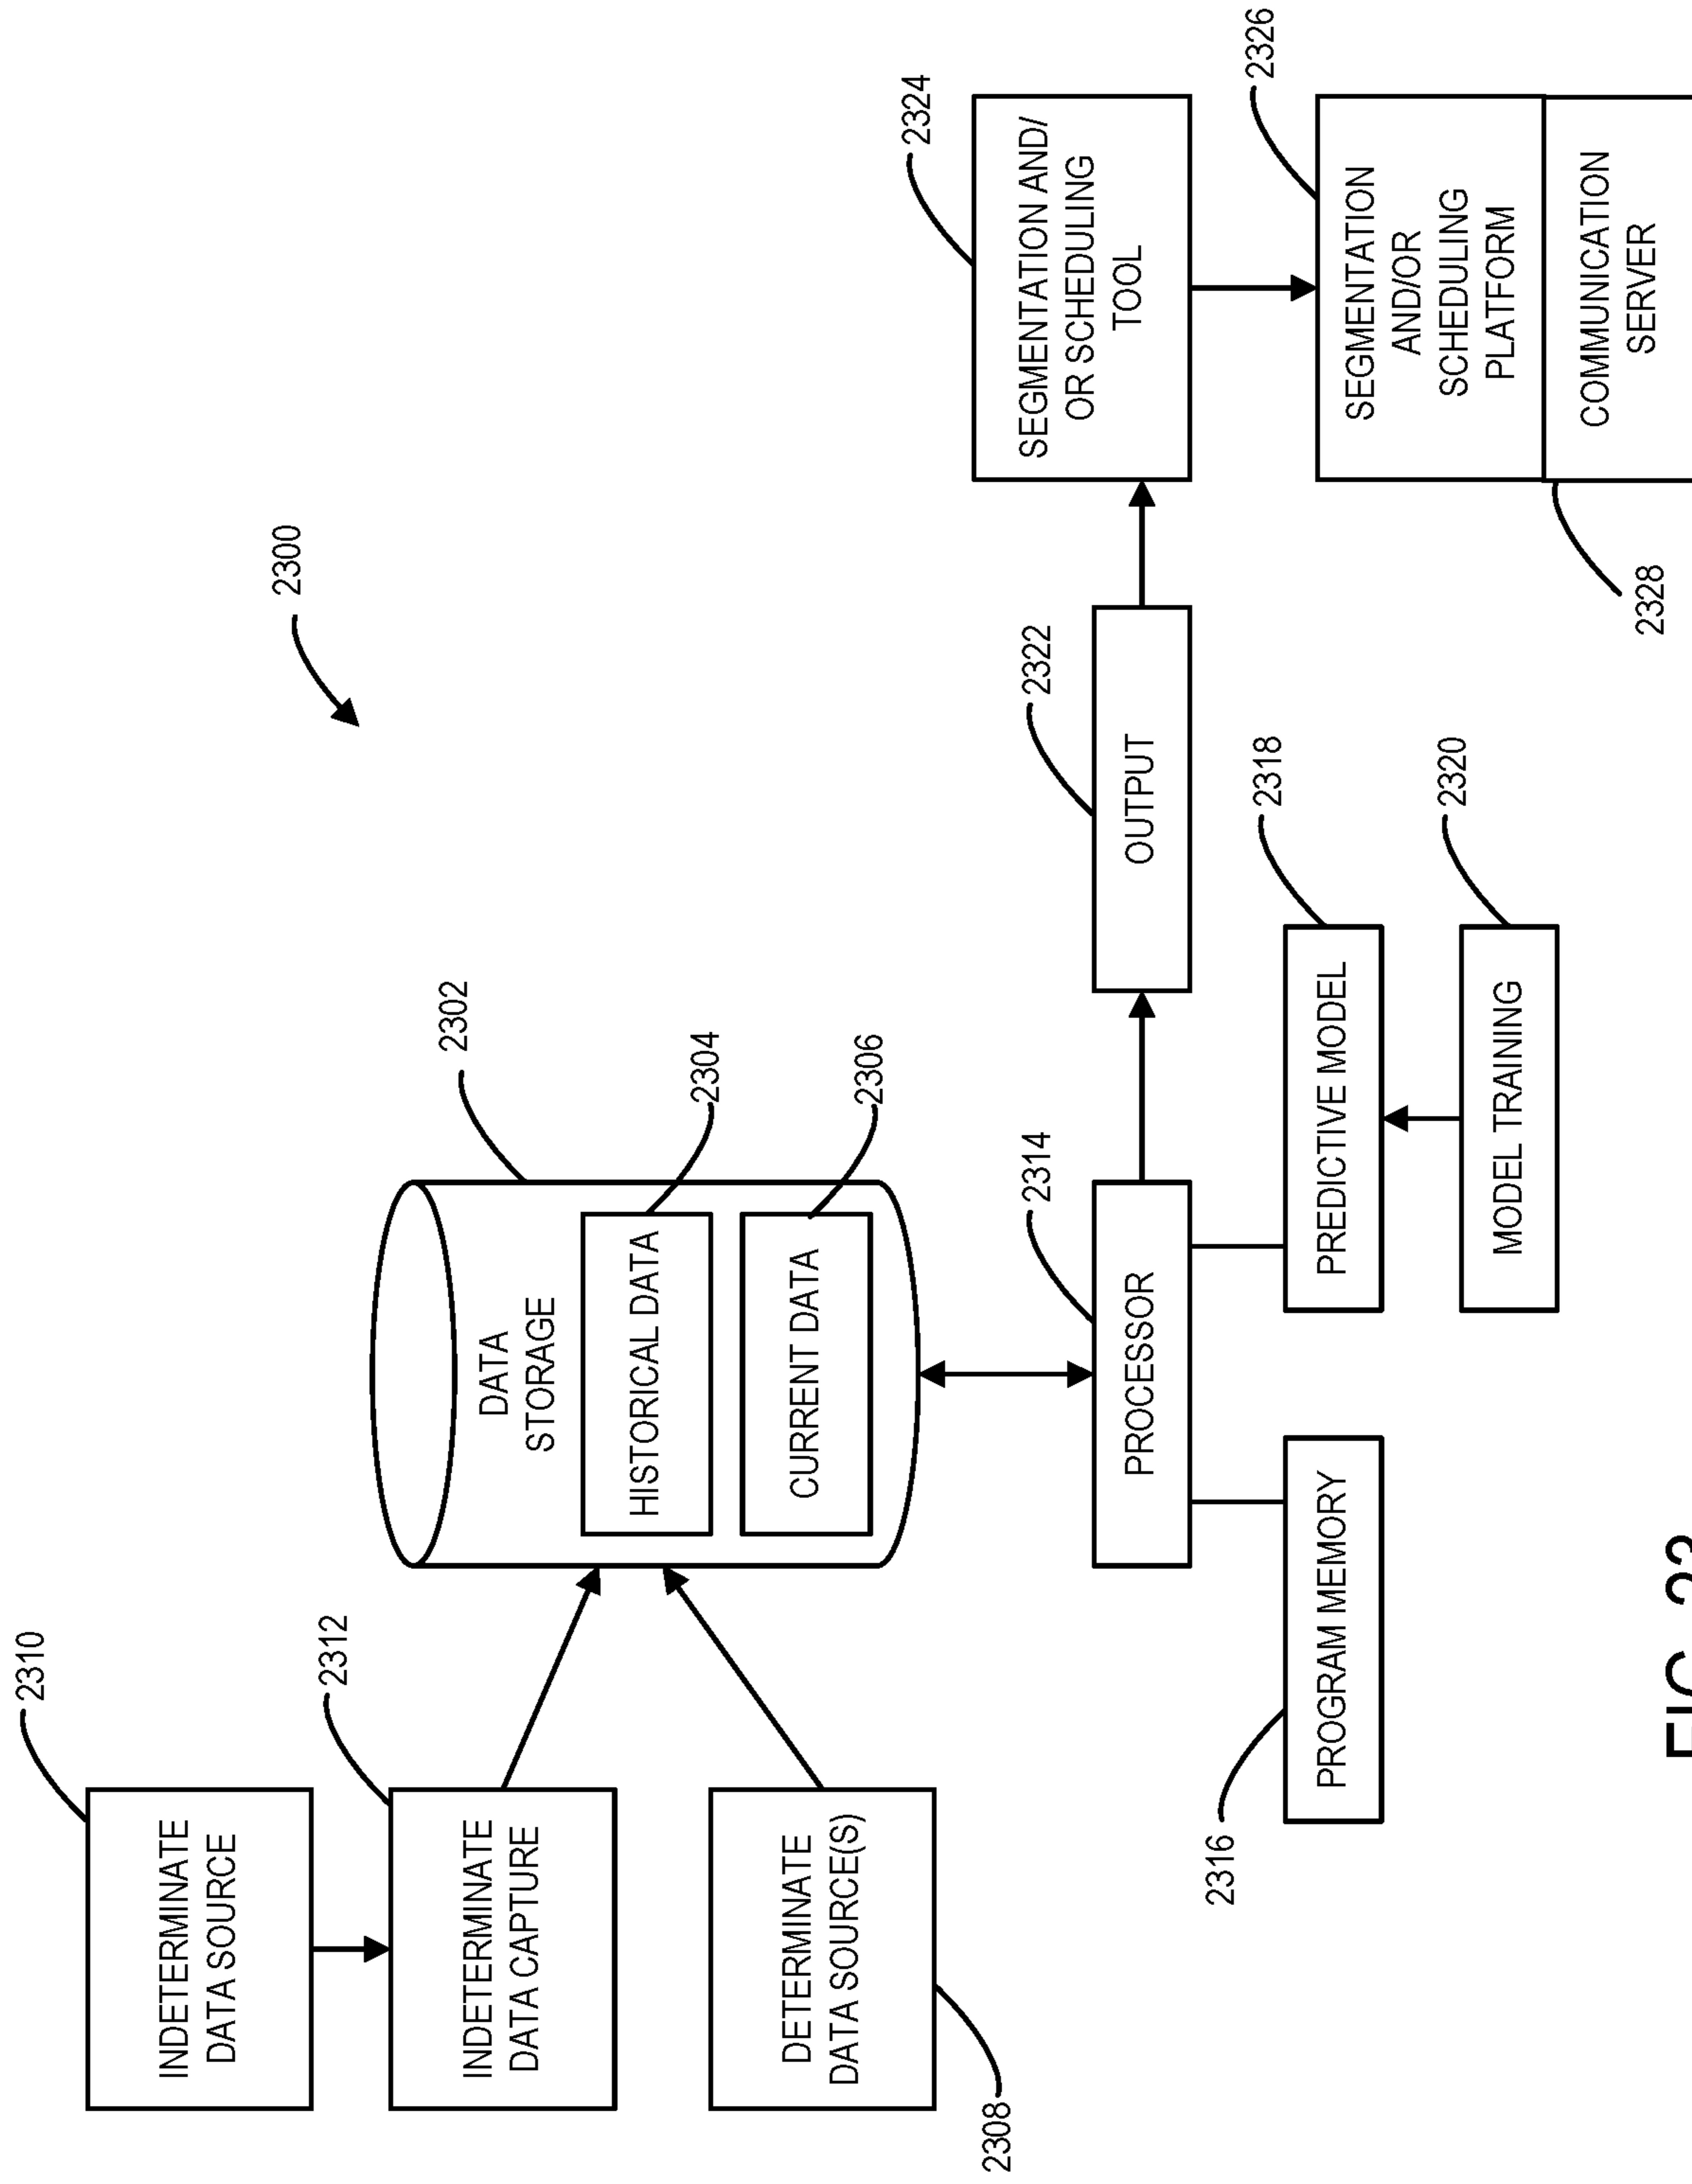 2300
2310
INDETERMINATE
DATA SOURCE
2312
INDETERMINATE
DATA CAPTURE
DETERMINATE
DATA SOURCE(S)
2308
2302
DATA
STORAGE
HISTORICAL DATA
2304
CURRENT DATA
2306
2314
PROCESSOR
2316
PROGRAM MEMORY
PREDICTIVE MODEL
2318
MODEL TRAINING
2320
OUTPUT
2322
SEGMENTATION AND/
OR SCHEDULING
TOOL
2324
SEGMENTATION
AND/OR
SCHEDULING
PLATFORM
2326
COMMUNICATION
SERVER
2328
FIG. 23